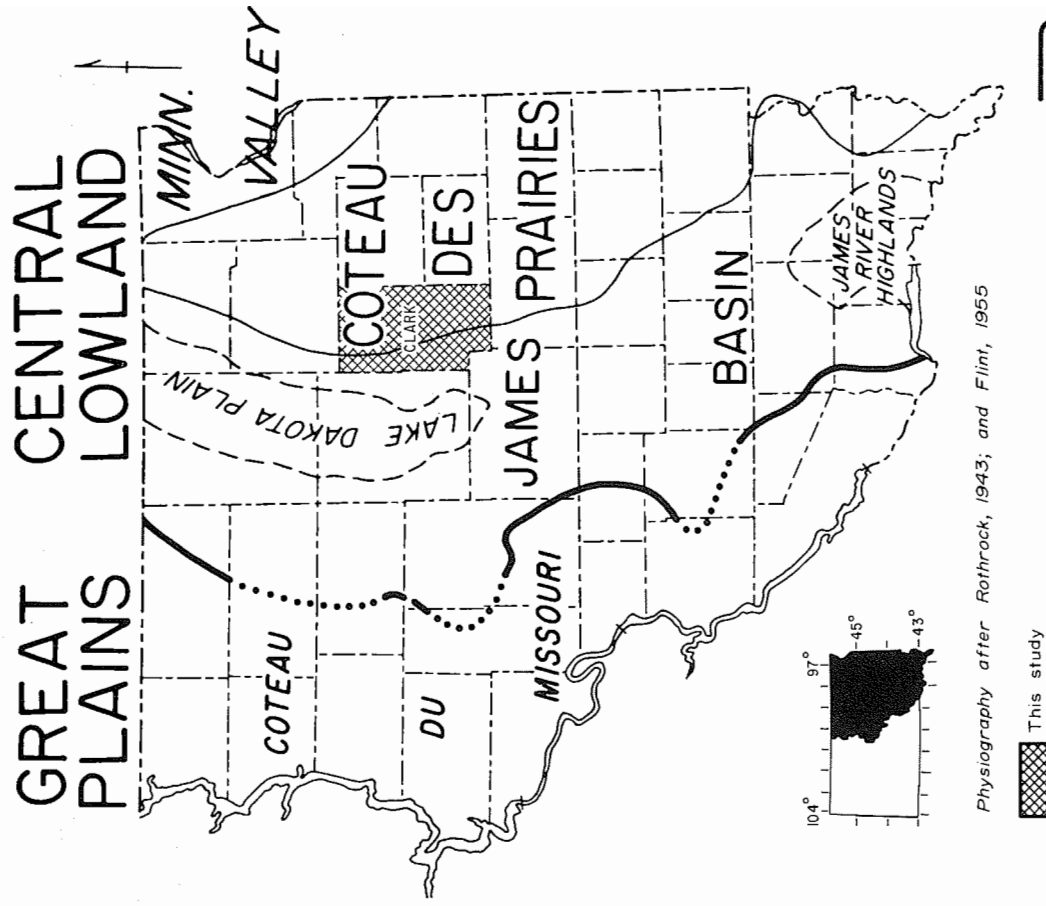 GREAT
PLAINS
CENTRAL
LOWLAND
MINN.
VALLEY
COTEAU
DES
PRAIRIES
CLARK
LAKE DAKOTA PLAIN
JAMES
BASIN
COTEAU
DU
MISSOURI
JAMES
RIVER
HIGHLANDS
104°
97°
45°
43°
Physiography after Rothrock, 1943; and Flint, 1955
This study